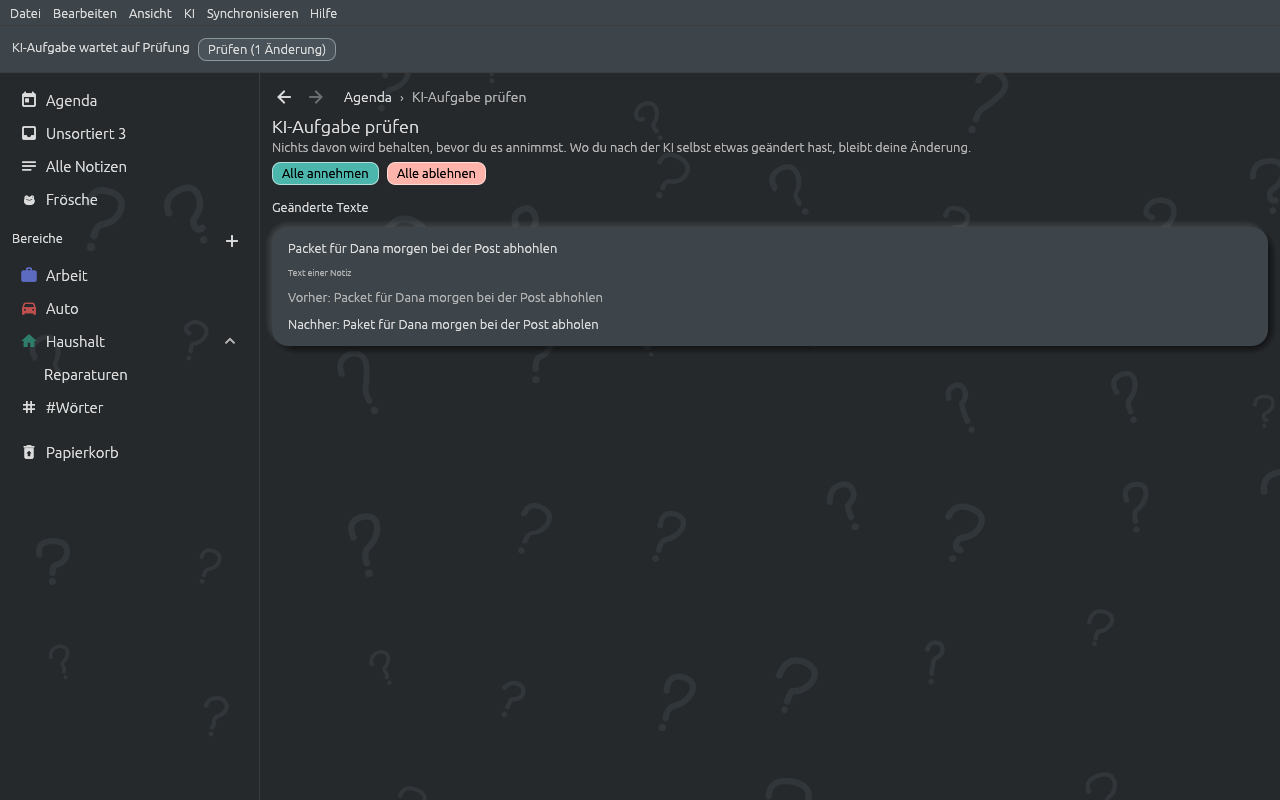 Datei Bearbeiten Ansicht KI Synchronisieren Hilfe
KI-Aufgabe wartet auf Prüfung Prüfen (1 Änderung)
Agenda
Unsortiert 3
Alle Notizen
Frösche
Bereiche
Arbeit
Auto
Haushalt
Reparaturen
#Wörter
Papierkorb
Agenda › KI-Aufgabe prüfen
KI-Aufgabe prüfen
Nichts davon wird behalten, bevor du es annimmst. Wo du nach der KI selbst etwas geändert hast, bleibt deine Änderung.
Alle annehmen Alle ablehnen
Geänderte Texte
Packet für Dana morgen bei der Post abhohlen
Text einer Notiz
Vorher: Packet für Dana morgen bei der Post abhohlen
Nachher: Paket für Dana morgen bei der Post abholen